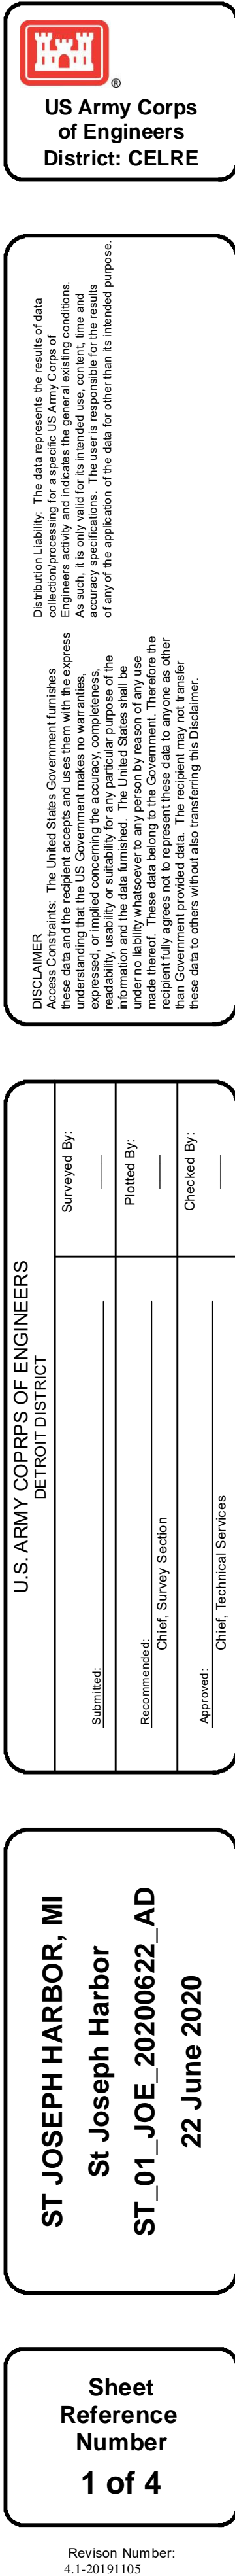 US Army Corps
of Engineers
District: CELRE
®
DISCLAIMER
Access Constraints: The United States Government furnishes
these data and the recipient accepts and uses them with the express
understanding that the US Government makes no warranties,
expressed, or implied concerning the accuracy, completeness,
readability, usability or suitability for any particular purpose of the
information and the data furnished. The United States shall be
under no liability whatsoever to any person by reason of any use
made thereof. These data belong to the Government. Therefore the
recipient fully agrees not to represent these data to anyone as other
than Government provided data. The recipient may not transfer
these data to others without also transferring this Disclaimer.
Distribution Liability: The data represents the results of data
collection/processing for a specific US Army Corps of
Engineers activity and indicates the general existing conditions.
As such, it is only valid for its intended use, content, time and
accuracy specifications. The user is responsible for the results
of any of the application of the data for other than its intended purpose.
U.S. ARMY COPRPS OF ENGINEERS
DETROIT DISTRICT
Submitted:
Surveyed By:
Recommended:
Chief, Survey Section
Plotted By:
Approved:
Chief, Technical Services
Checked By:
ST JOSEPH HARBOR, MI
St Joseph Harbor
ST_01_JOE_20200622_AD
22 June 2020
Sheet
Reference
Number
1 of 4
Revison Number:
4.1-20191105